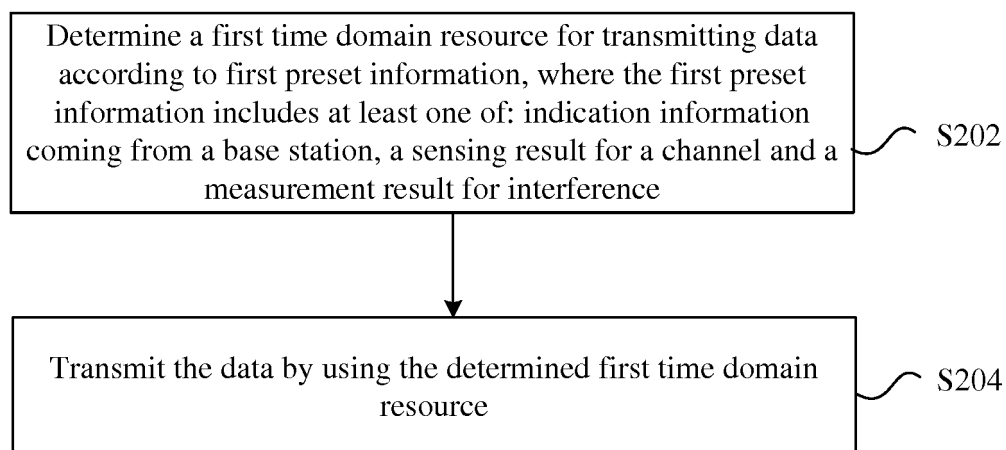 Determine a first time domain resource for transmitting data
according to first preset information, where the first preset
information includes at least one of: indication information
coming from a base station, a sensing result for a channel and a
measurement result for interference
S202
Transmit the data by using the determined first time domain
resource
S204